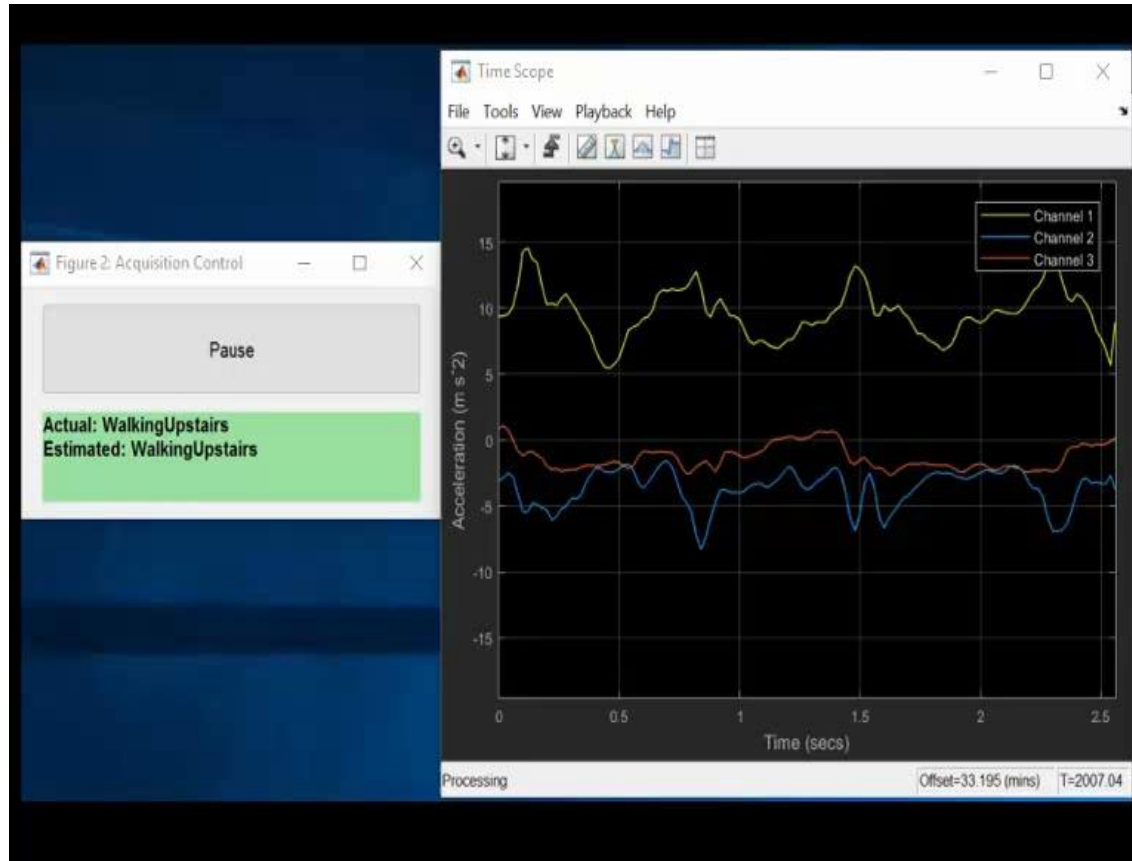 Time Scope
File Tools View Playback Help
Figure 2: Acquisition Control
Pause
Actual: WalkingUpstairs
Estimated: WalkingUpstairs
Channel 1
Channel 2
Channel 3
Acceleration (m s^2)
15
10
5
0
-5
-10
-15
0 0.5 1 1.5 2 2.5
Time (secs)
Processing Offset=33.195 (mins) T=2007.04